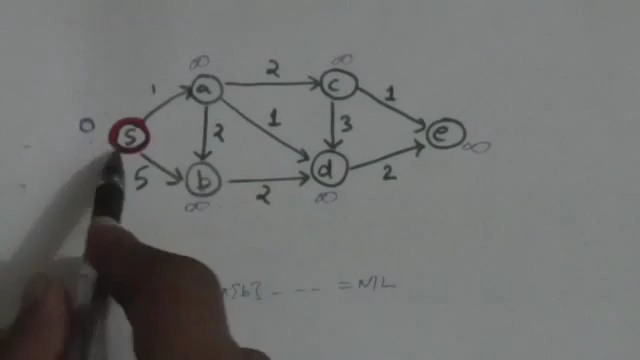 ∞ ∞
2
a c
1 1
0 1 3
s 2 e ∞
5 b d 2
2
∞ ∞
{b} - - - - = NIL